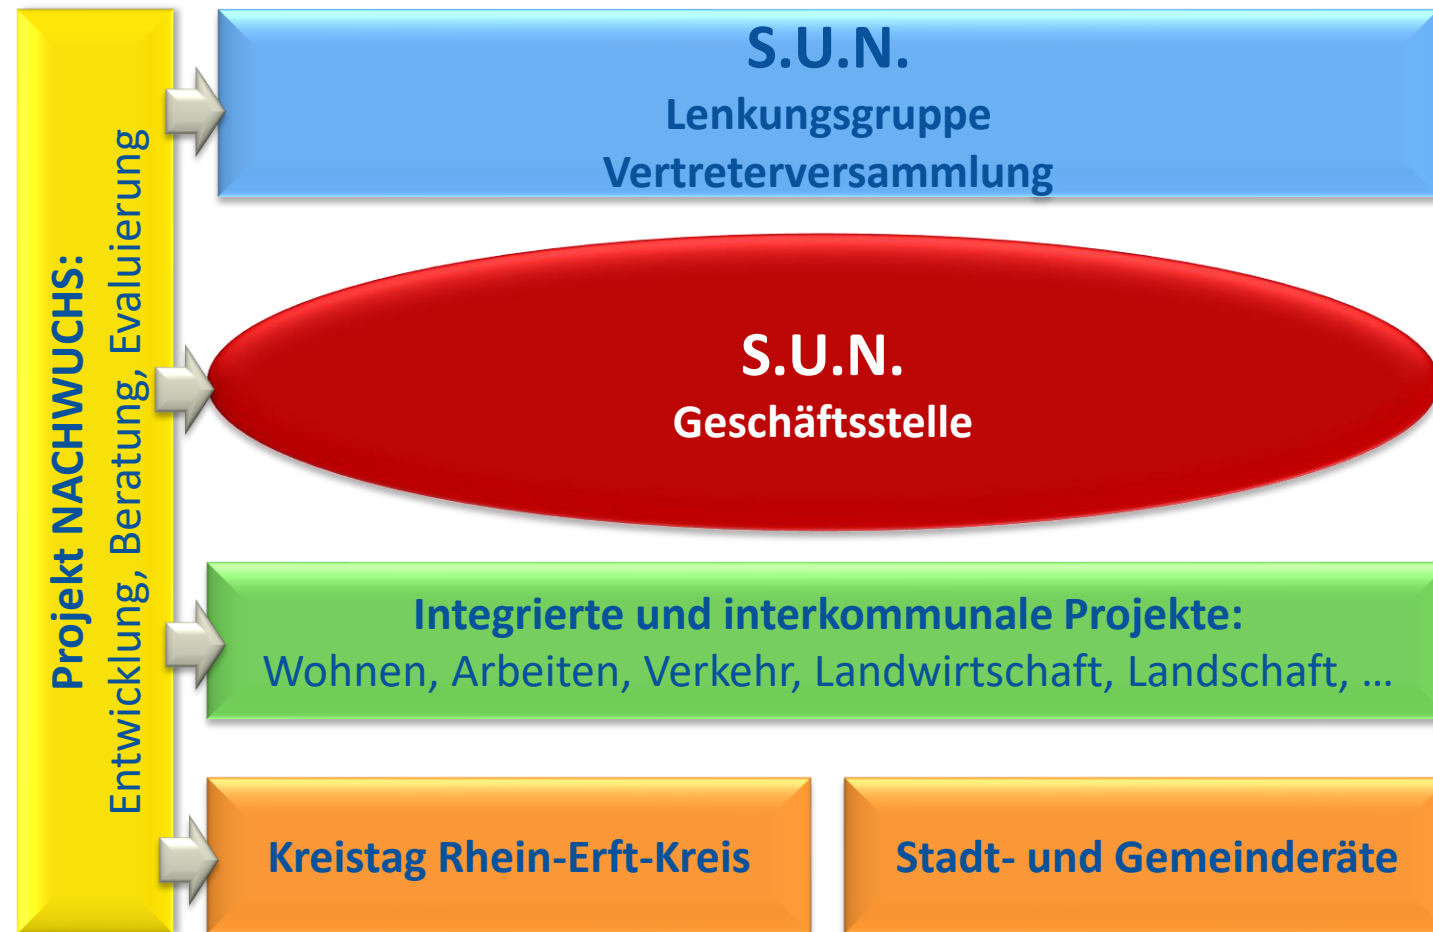 Projekt NACHWUCHS:
Entwicklung, Beratung, Evaluierung
S.U.N.
Lenkungsgruppe
Vertreterversammlung
S.U.N.
Geschäftsstelle
Integrierte und interkommunale Projekte:
Wohnen, Arbeiten, Verkehr, Landwirtschaft, Landschaft, ...
Kreistag Rhein-Erft-Kreis
Stadt- und Gemeinderäte